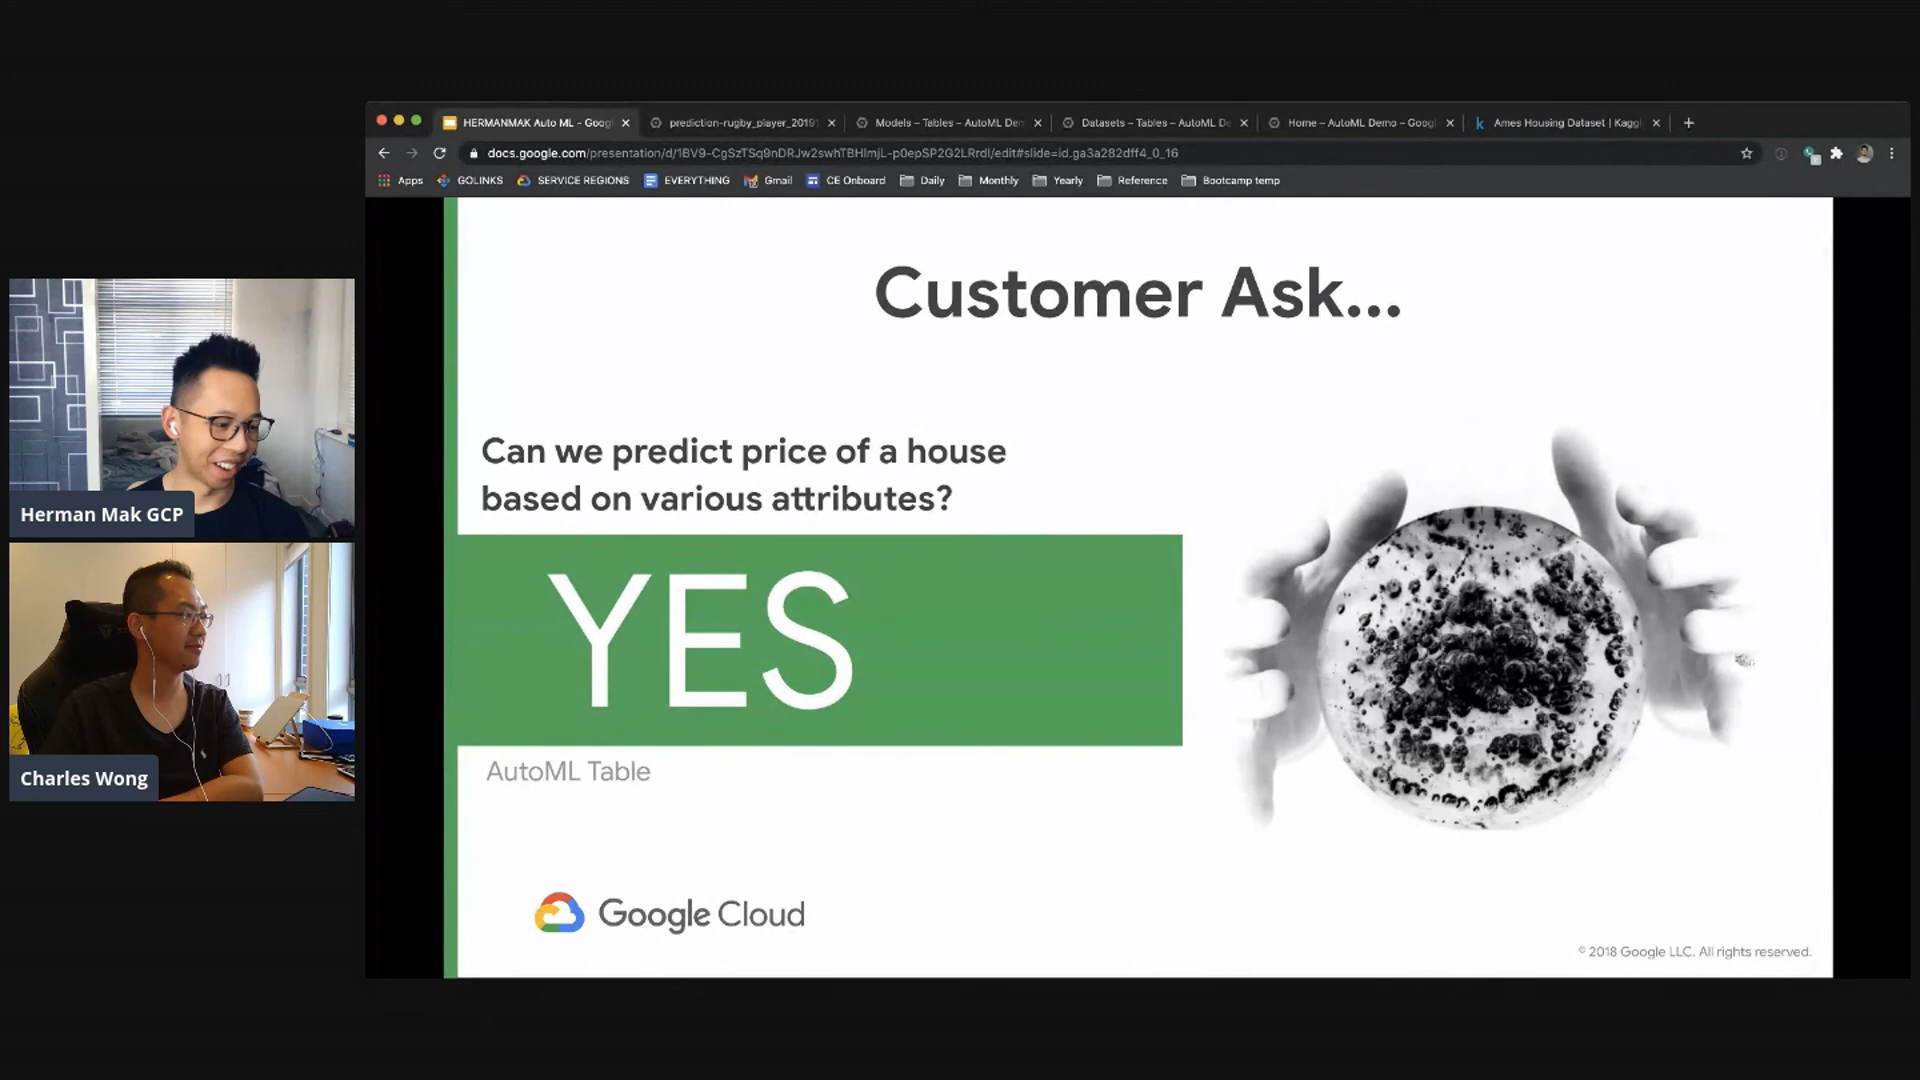 HERMANMAK Auto ML - Goog
prediction-rugby_player_2019
Models – Tables – AutoML Dem
Datasets – Tables – AutoML De
Home – AutoML Demo – Googl
Ames Housing Dataset | Kaggl
docs.google.com/presentation/d/1BV9-CgSzTSq9nDRJw2swhTBHlmjL-p0epSP2G2LRrdI/edit#slide=id.ga3a282dff4_0_16
Apps GOLINKS SERVICE REGIONS EVERYTHING Gmail CE Onboard Daily Monthly Yearly Reference Bootcamp temp
Customer Ask...
Can we predict price of a house
based on various attributes?
YES
AutoML Table
Google Cloud
© 2018 Google LLC. All rights reserved.
Herman Mak GCP
Charles Wong